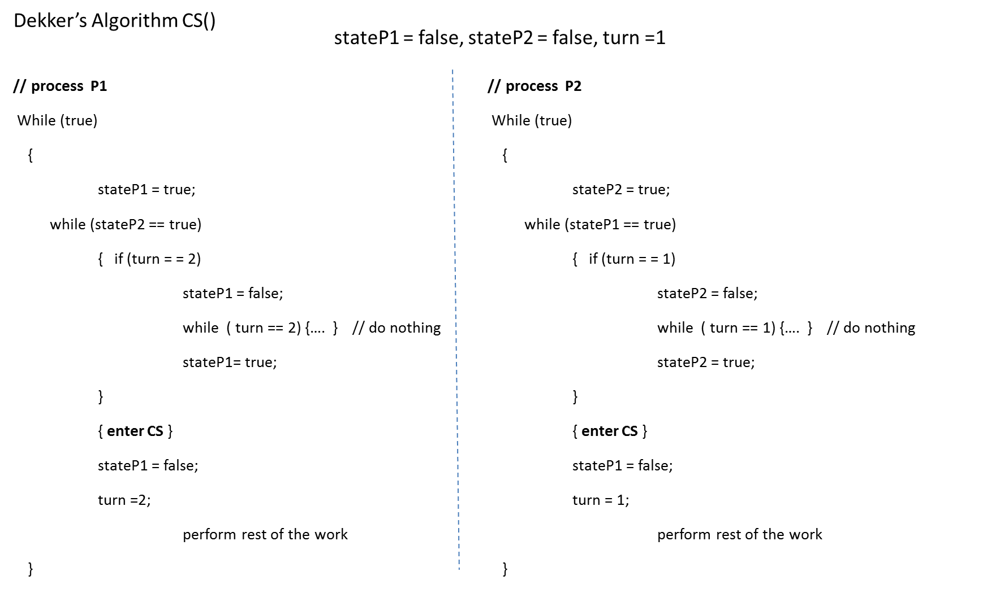 Dekker’s Algorithm CS()
stateP1 = false, stateP2 = false, turn =1
// process P1
While (true)
{
stateP1 = true;
while (stateP2 == true)
{ if (turn = = 2)
stateP1 = false;
while ( turn == 2) {.... } // do nothing
stateP1= true;
}
{ enter CS }
stateP1 = false;
turn =2;
perform rest of the work
}
// process P2
While (true)
{
stateP2 = true;
while (stateP1 == true)
{ if (turn = = 1)
stateP2 = false;
while ( turn == 1) {.... } // do nothing
stateP2 = true;
}
{ enter CS }
stateP1 = false;
turn = 1;
perform rest of the work
}